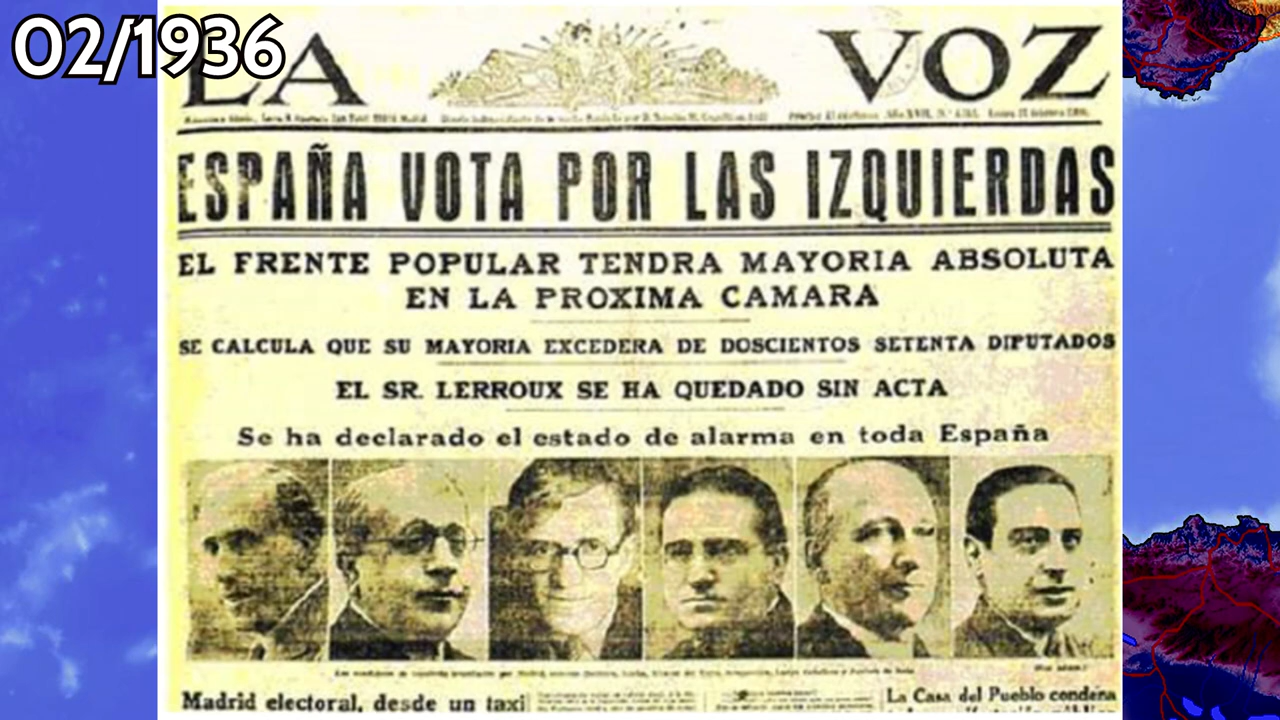 02/1936
LA VOZ
ESPAÑA VOTA POR LAS IZQUIERDAS
EL FRENTE POPULAR TENDRA MAYORIA ABSOLUTA
EN LA PROXIMA CAMARA
SE CALCULA QUE SU MAYORIA EXCEDERA DE DOSCIENTOS SETENTA DIPUTADOS
EL SR. LERROUX SE HA QUEDADO SIN ACTA
Se ha declarado el estado de alarma en toda España
Madrid electoral, desde un taxi
La Casa del Pueblo condena